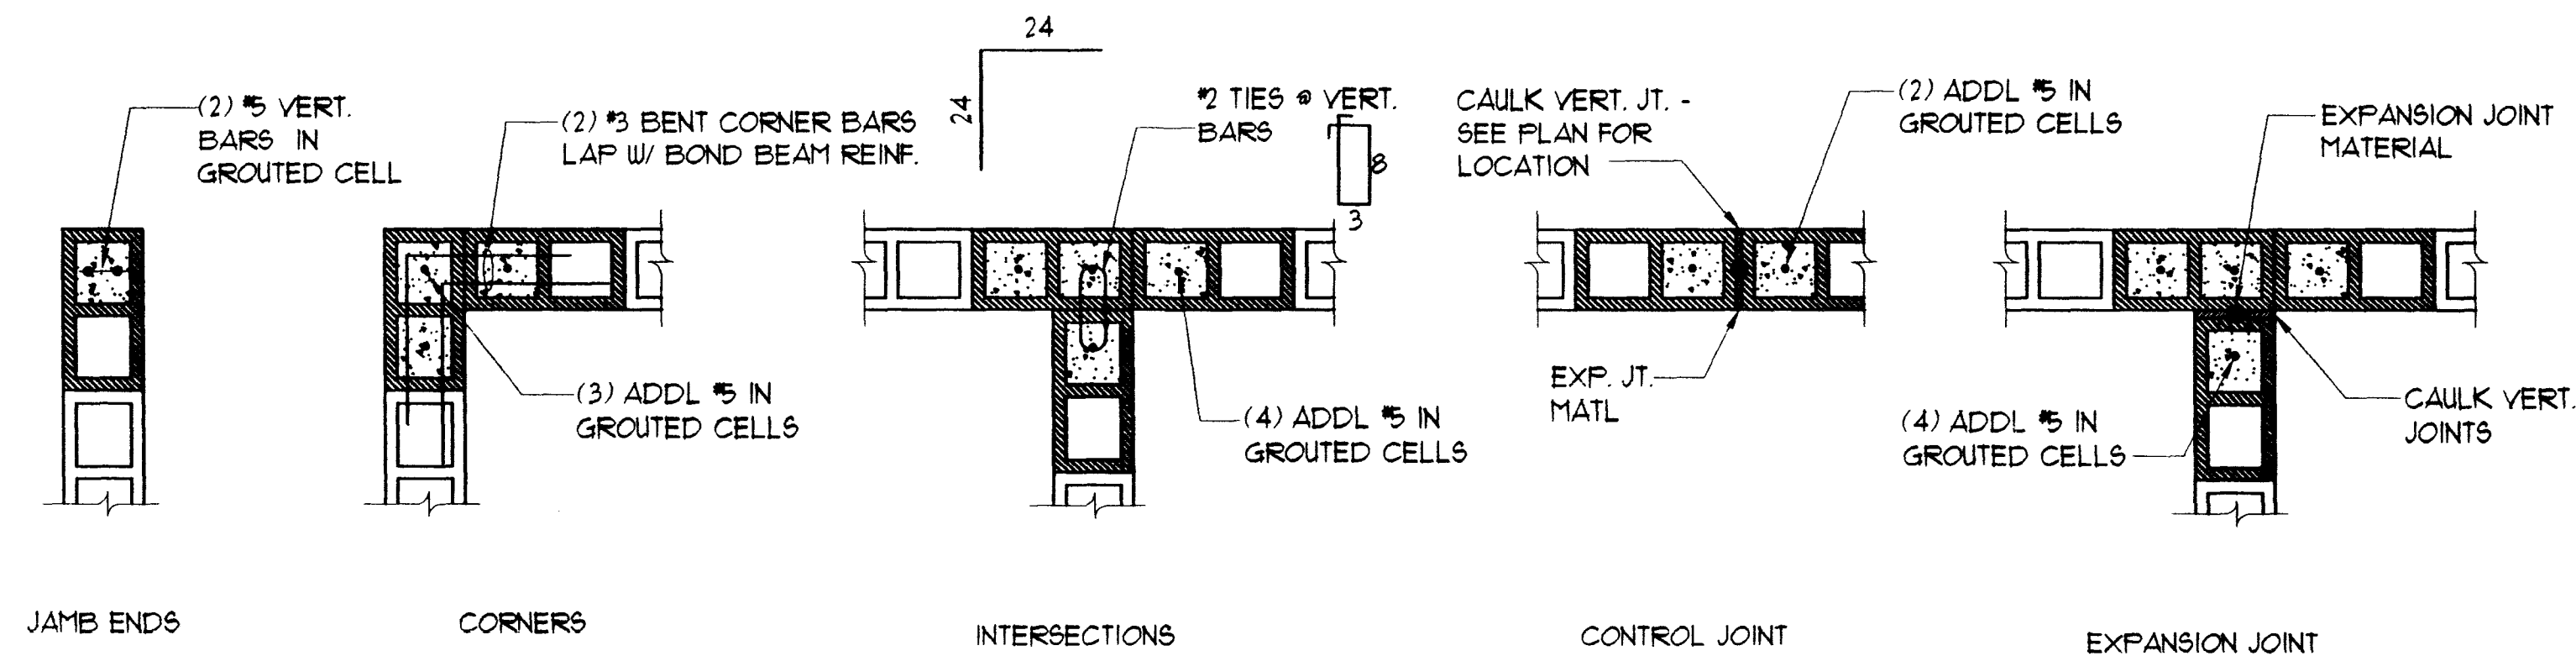 (2) #5 VERT.
BARS IN
GROUTED CELL
(2) #3 BENT CORNER BARS
LAP W/ BOND BEAM REINF.
24
24
#2 TIES @ VERT.
BARS
8
3
CAULK VERT. JT. -
SEE PLAN FOR
LOCATION
(2) ADDL #5 IN
GROUTED CELLS
EXPANSION JOINT
MATERIAL
(3) ADDL #5 IN
GROUTED CELLS
(4) ADDL #5 IN
GROUTED CELLS
EXP. JT.
MATL
(4) ADDL #5 IN
GROUTED CELLS
CAULK VERT.
JOINTS
JAMB ENDS
CORNERS
INTERSECTIONS
CONTROL JOINT
EXPANSION JOINT